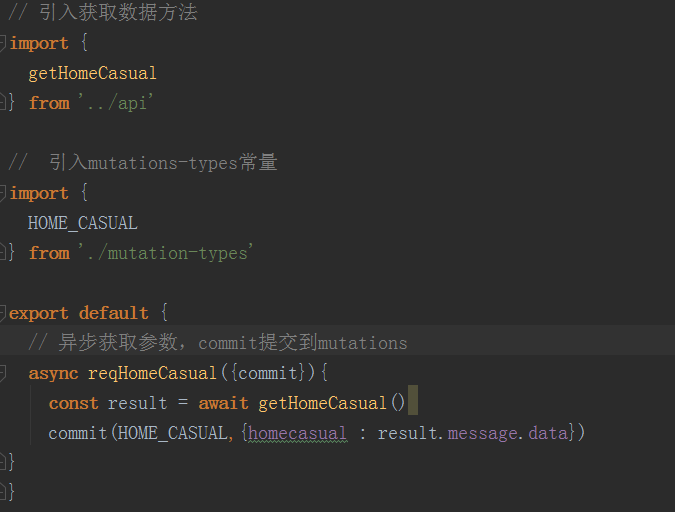 // 引入获取数据方法
import {
  getHomeCasual
} from '../api'
//  引入mutations-types常量
import {
  HOME_CASUAL
} from './mutation-types'
export default {
  // 异步获取参数，commit提交到mutations
  async reqHomeCasual({commit}){
    const result = await getHomeCasual()
    commit(HOME_CASUAL,{homecasual : result.message.data})
}
}